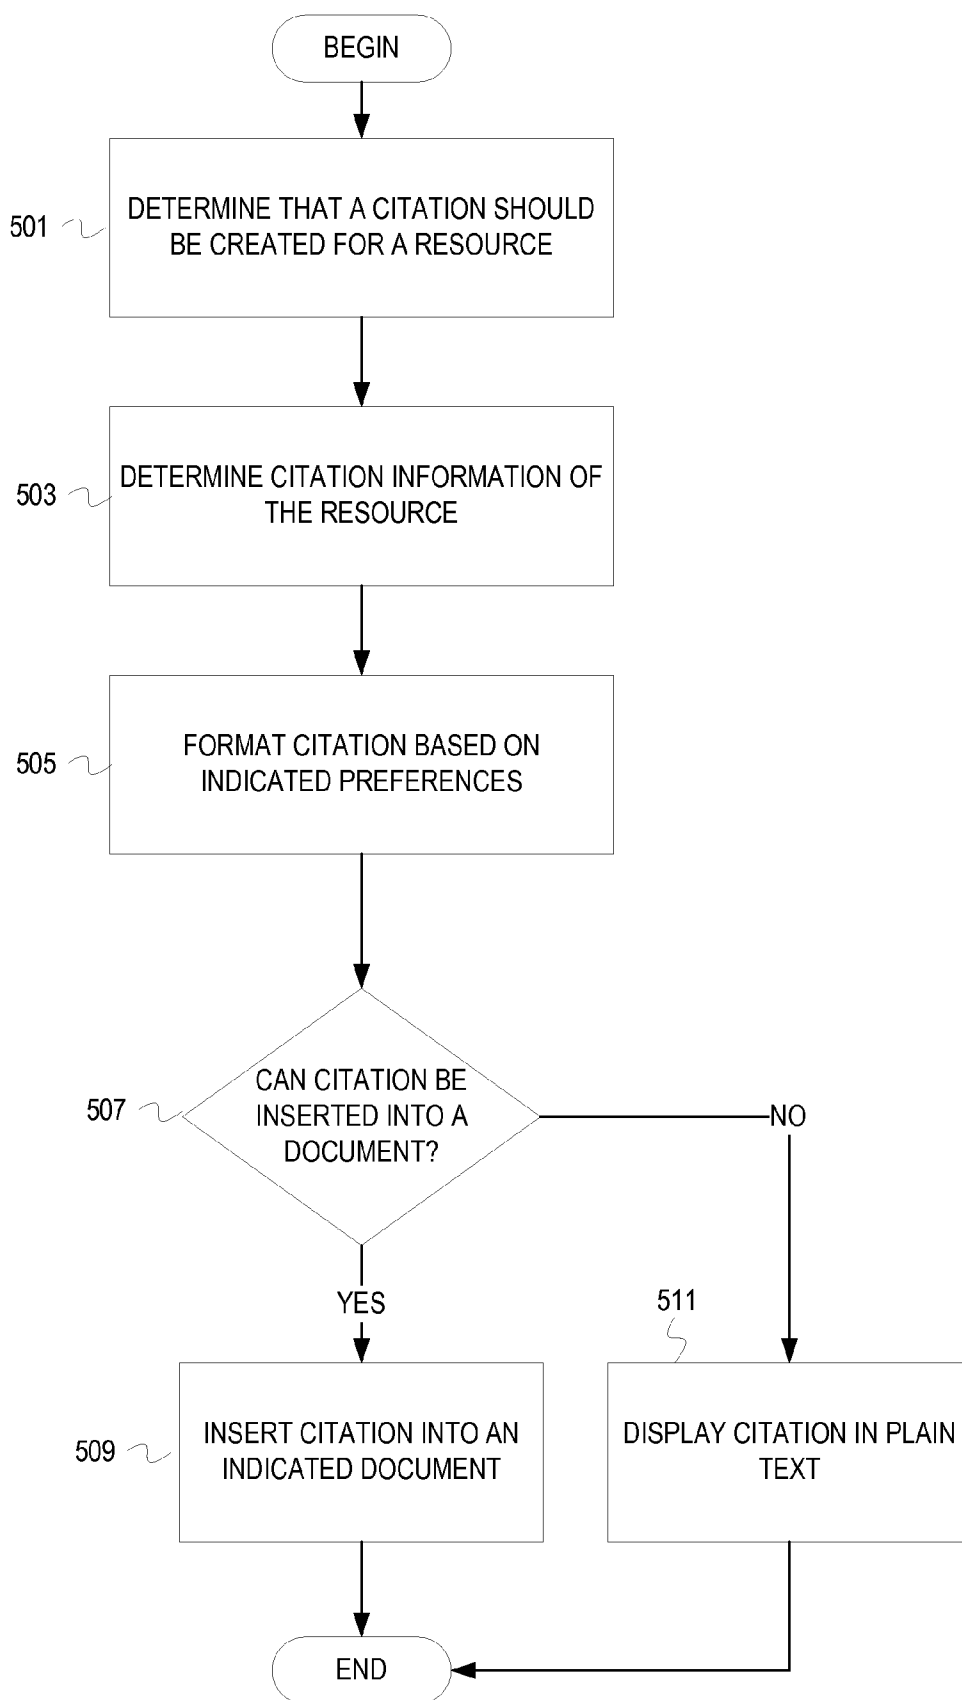 BEGIN
501
DETERMINE THAT A CITATION SHOULD
BE CREATED FOR A RESOURCE
503
DETERMINE CITATION INFORMATION OF
THE RESOURCE
505
FORMAT CITATION BASED ON
INDICATED PREFERENCES
507
CAN CITATION BE
INSERTED INTO A
DOCUMENT?
NO
YES
511
509
INSERT CITATION INTO AN
INDICATED DOCUMENT
DISPLAY CITATION IN PLAIN
TEXT
END